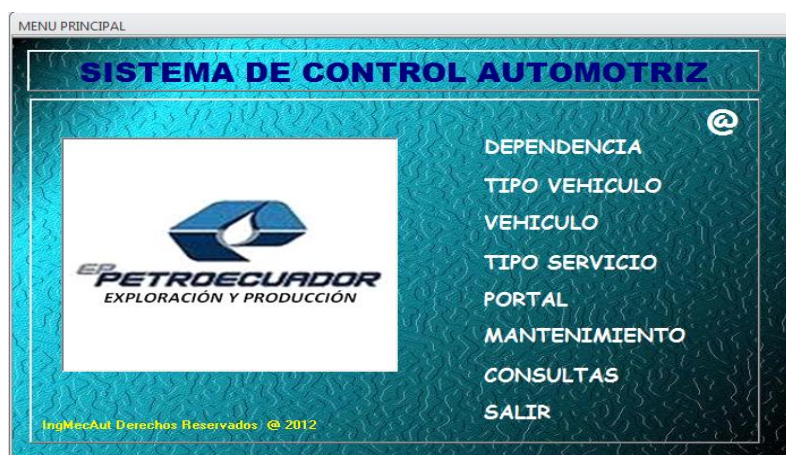 MENU PRINCIPAL
SISTEMA DE CONTROL AUTOMOTRIZ
@
EP PETROECUADOR
EXPLORACIÓN Y PRODUCCIÓN
DEPENDENCIA
TIPO VEHICULO
VEHICULO
TIPO SERVICIO
PORTAL
MANTENIMIENTO
CONSULTAS
SALIR
IngMecAut Derechos Reservados @ 2012